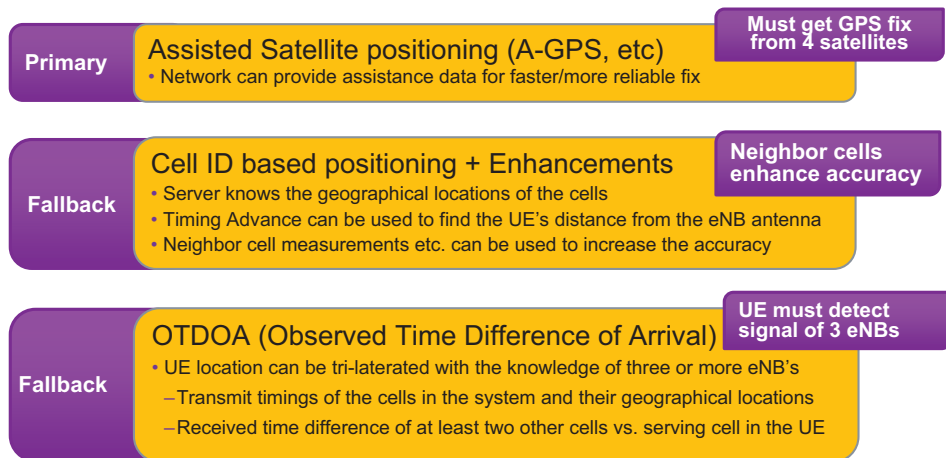 Primary
Assisted Satellite positioning (A-GPS, etc)
• Network can provide assistance data for faster/more reliable fix
Must get GPS fix
from 4 satellites
Fallback
Cell ID based positioning + Enhancements
• Server knows the geographical locations of the cells
• Timing Advance can be used to find the UE's distance from the eNB antenna
• Neighbor cell measurements etc. can be used to increase the accuracy
Neighbor cells
enhance accuracy
Fallback
OTDOA (Observed Time Difference of Arrival)
• UE location can be tri-laterated with the knowledge of three or more eNB's
–Transmit timings of the cells in the system and their geographical locations
–Received time difference of at least two other cells vs. serving cell in the UE
UE must detect
signal of 3 eNBs